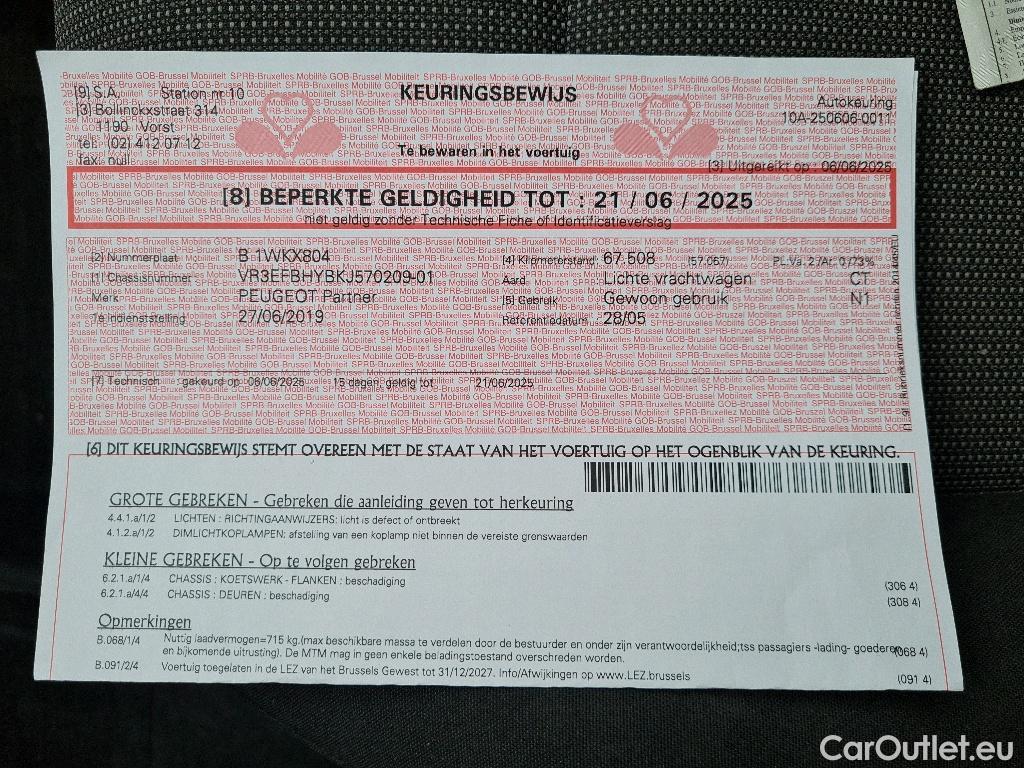 [9] S.A. Station nr 10
[3] Bollinckxstraat 314
1190 Vorst
tel. (02) 412 07 12
fax. null
KEURINGSBEWIJS
Te bewaren in het voertuig
Autokeuring
10A-250606-0011
[3] Uitgereikt op : 06/06/2025
[8] BEPERKTE GELDIGHEID TOT : 21 / 06 / 2025
niet geldig zonder Technische Fiche of Identificatieverslag
[2] Nummerplaat B 1WKX804
[1] Chassisnummer VR3EFBHYBKJ570209-01
Merk PEUGEOT Partner
1e indienststelling 27/06/2019
[4] Kilometerstand 67.508 (57.067)
Aard Lichte vrachtwagen CT
[5] Gebruik Gewoon gebruik N1
Referentiedatum 28/05
[7] Technisch gekeurd op 06/06/2025 15 dagen, geldig tot 21/06/2025
[6] DIT KEURINGSBEWIJS STEMT OVEREEN MET DE STAAT VAN HET VOERTUIG OP HET OGENBLIK VAN DE KEURING.
GROTE GEBREKEN - Gebreken die aanleiding geven tot herkeuring
4.4.1.a/1/2 LICHTEN : RICHTINGAANWIJZERS: licht is defect of ontbreekt
4.1.2.a/1/2 DIMLICHTKOPLAMPEN: afstelling van een koplamp niet binnen de vereiste grenswaarden
KLEINE GEBREKEN - Op te volgen gebreken
6.2.1.a/1/4 CHASSIS : KOETSWERK - FLANKEN : beschadiging (306 4)
6.2.1.a/4/4 CHASSIS : DEUREN : beschadiging (308 4)
Opmerkingen
B.068/1/4 Nuttig laadvermogen=715 kg.(max beschikbare massa te verdelen door de bestuurder en onder zijn verantwoordelijkheid;tss passagiers -lading- goederen
en bijkomende uitrusting). De MTM mag in geen enkele beladingstoestand overschreden worden. (068 4)
B.091/2/4 Voertuig toegelaten in de LEZ van het Brussels Gewest tot 31/12/2027. Info/Afwijkingen op www.LEZ.brussels (091 4)
CarOutlet.eu